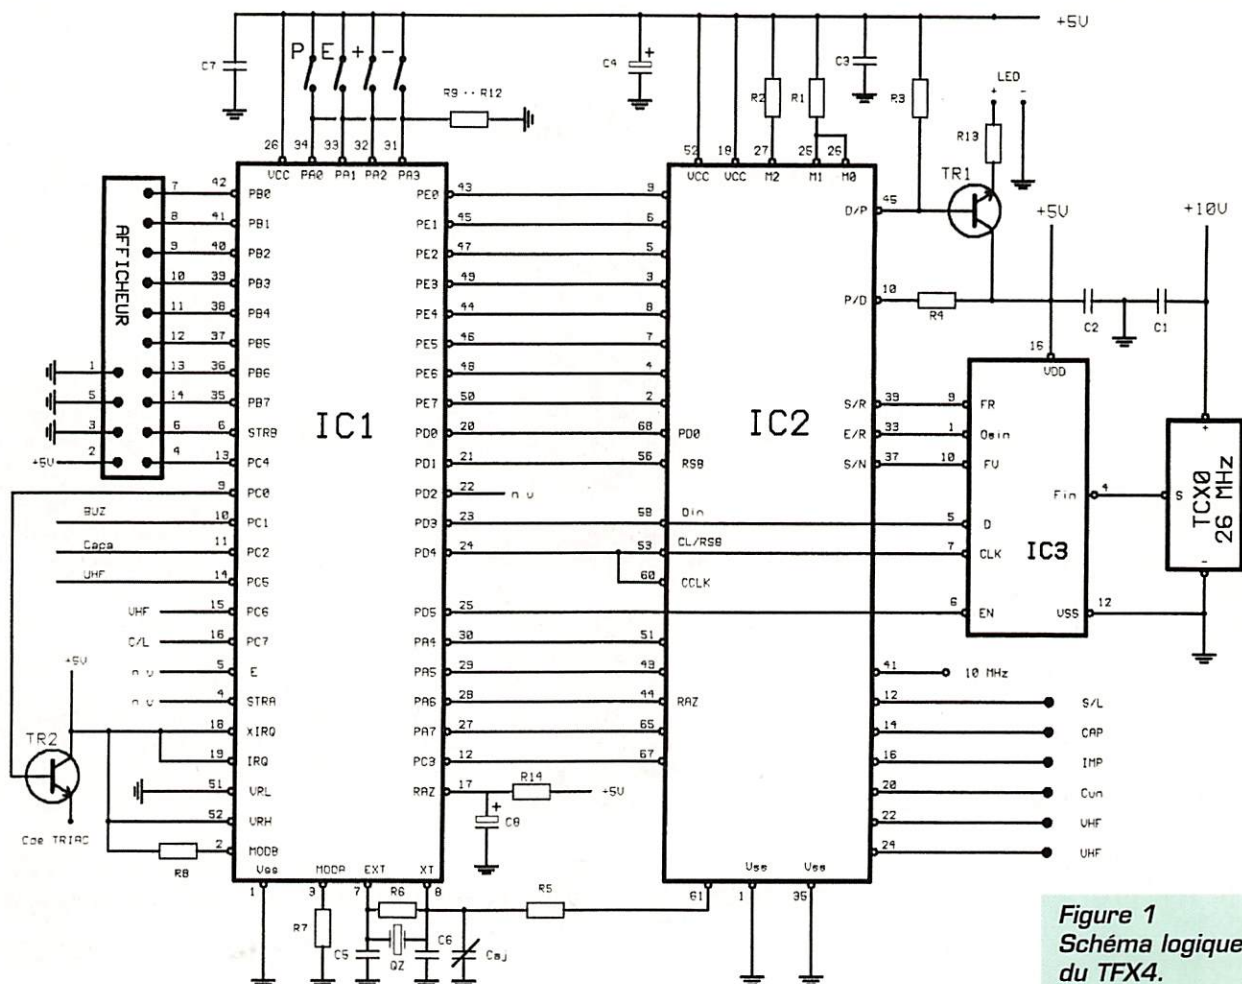 +5V
C7
P E + -
R9 -- R12
C4
R2
R1
C3
R3
LED
+ -
R13
TR1
+5V
+10V
26 34 33 32 31
VCC PA0 PA1 PA2 PA3
52 18 27 25 26
VCC VCC M2 M1 M0
AFFICHEUR
7 42 PB0 PE0 43 9
8 41 PB1 PE1 45 6
9 40 PB2 PE2 47 5
10 39 PB3 PE3 49 3
11 38 PB4 PE4 44 8
12 37 PB5 PE5 46 7
1 13 36 PB6 PE6 48 4
5 14 35 PB7 PE7 50 2
3 6 6 STRB PD0 20 68 PD0
+5V 2 4 13 PC4 PD1 21 56 RSB
9 PC0 PD2 22 n u
BUZ 10 PC1 PD3 23 58 Din
Capa 11 PC2 PD4 24 53 CL/RSB
60 CCLK
UHF 14 PC5
VHF 15 PC6 PD5 25
C/L 16 PC7 PA4 30 51
n u 5 E PA5 29 43
n u 4 STRA PA6 28 44 RAZ
18 XIRQ PA7 27 65
19 IRQ PC3 12 67
51 VRL RAZ 17 R14 +5V
52 VRH
2 MODB
IC1
IC2
D/P 45
P/D 10 R4
C2
C1
S/R 39 9 FR
E/R 33 1 Osin
S/N 37 10 FV
16
VDD
Fin 4 S
5 D
7 CLK
IC3
6 EN
VSS 12
+
TCXO
26 MHz
-
41 10 MHz
12 S/L
14 CAP
16 IMP
20 Cvn
22 VHF
24 UHF
+5V
TR2
Cde TRIAC
R8
C8
+
Vss MODA EXT XT
1 3 7 8
R7
R6
C5
QZ
C6
Caj
R5
61
Vss Vss
1 35
Figure 1
Schéma logique
du TFX4.